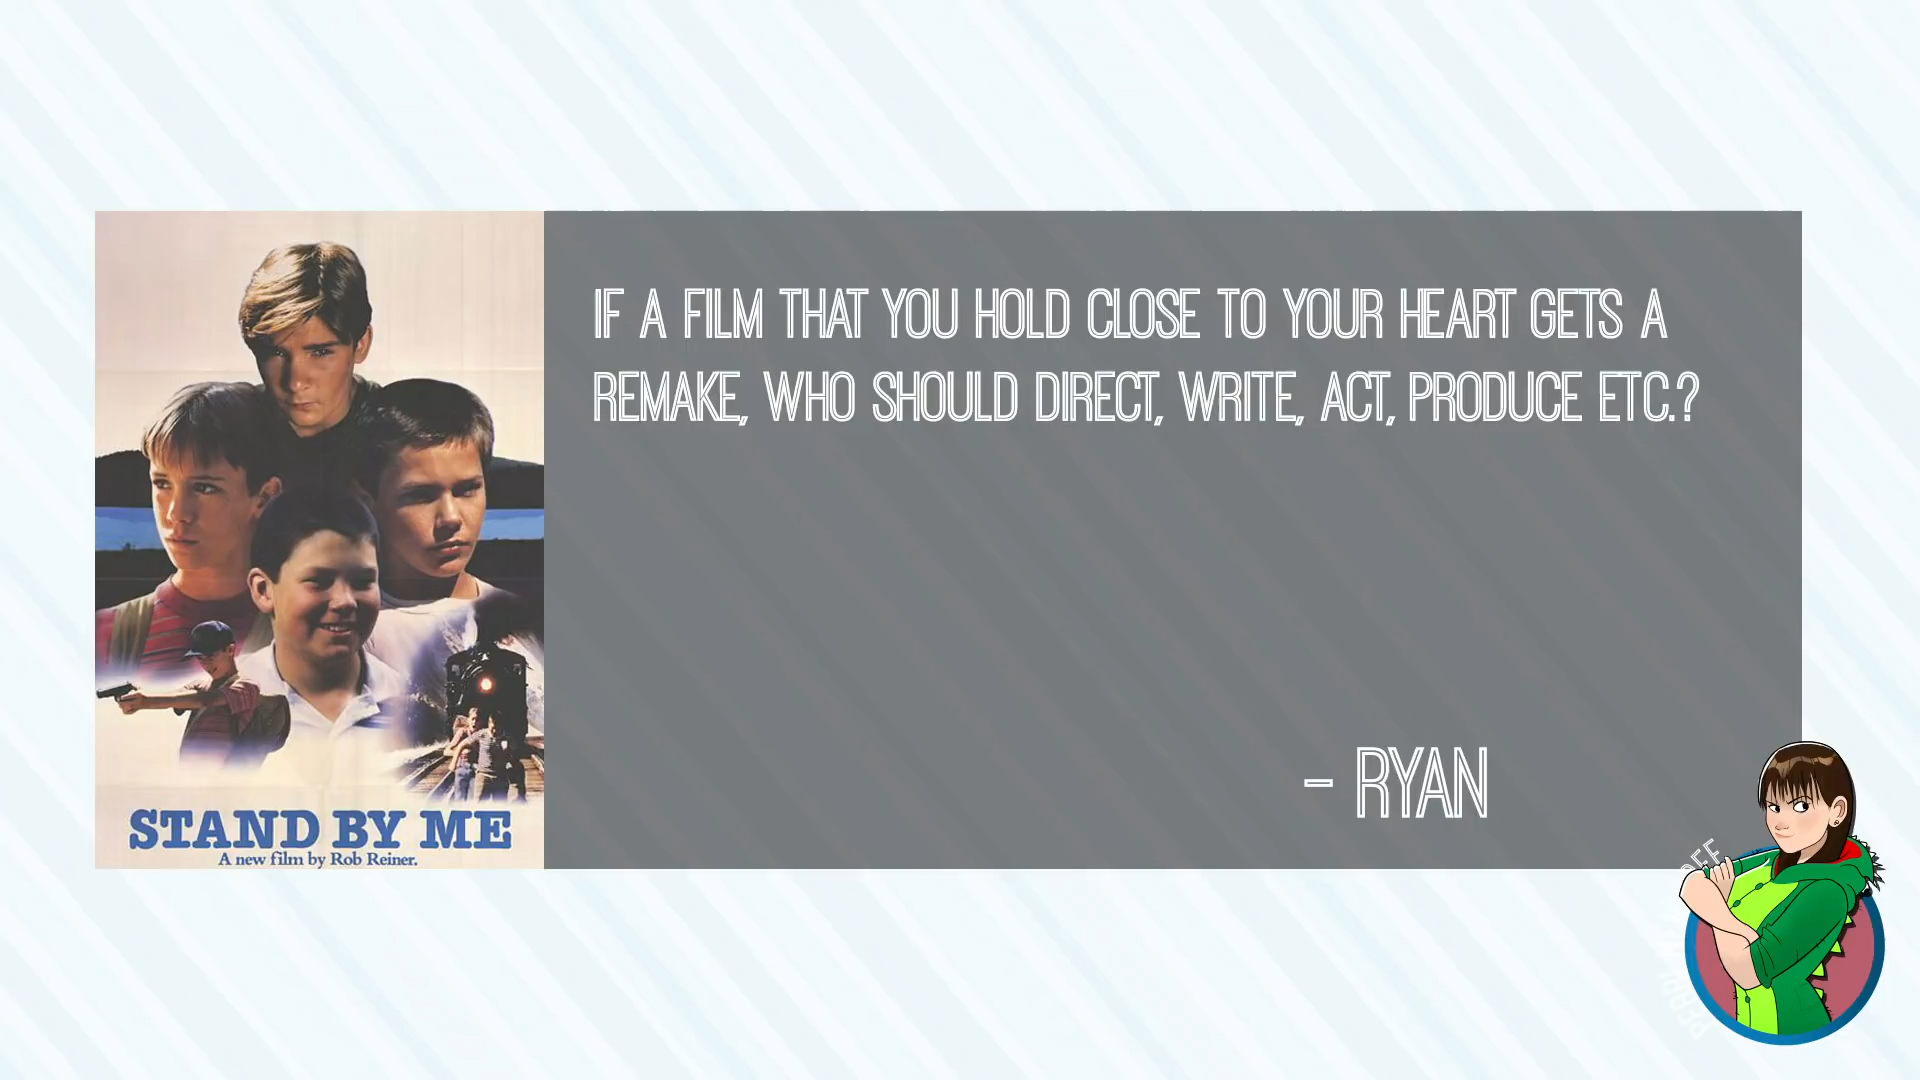 IF A FILM THAT YOU HOLD CLOSE TO YOUR HEART GETS A
REMAKE, WHO SHOULD DIRECT, WRITE, ACT, PRODUCE ETC.?
- RYAN
STAND BY ME
A new film by Rob Reiner.